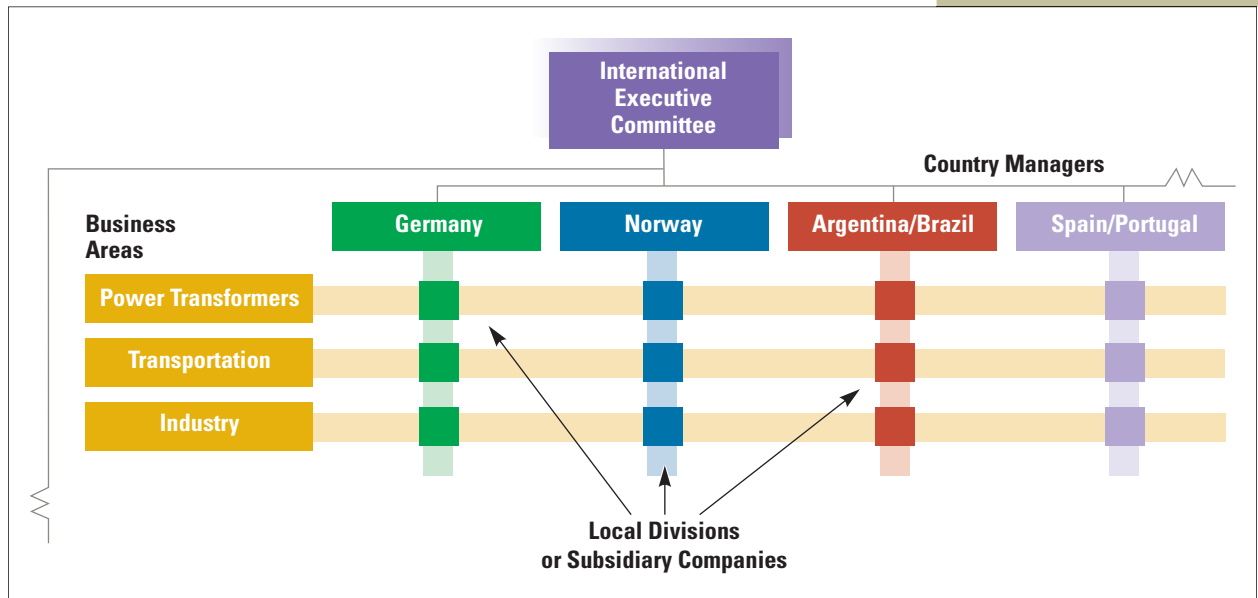 International
Executive
Committee
Country Managers
Business
Areas
Germany
Norway
Argentina/Brazil
Spain/Portugal
Power Transformers
Transportation
Industry
Local Divisions
or Subsidiary Companies